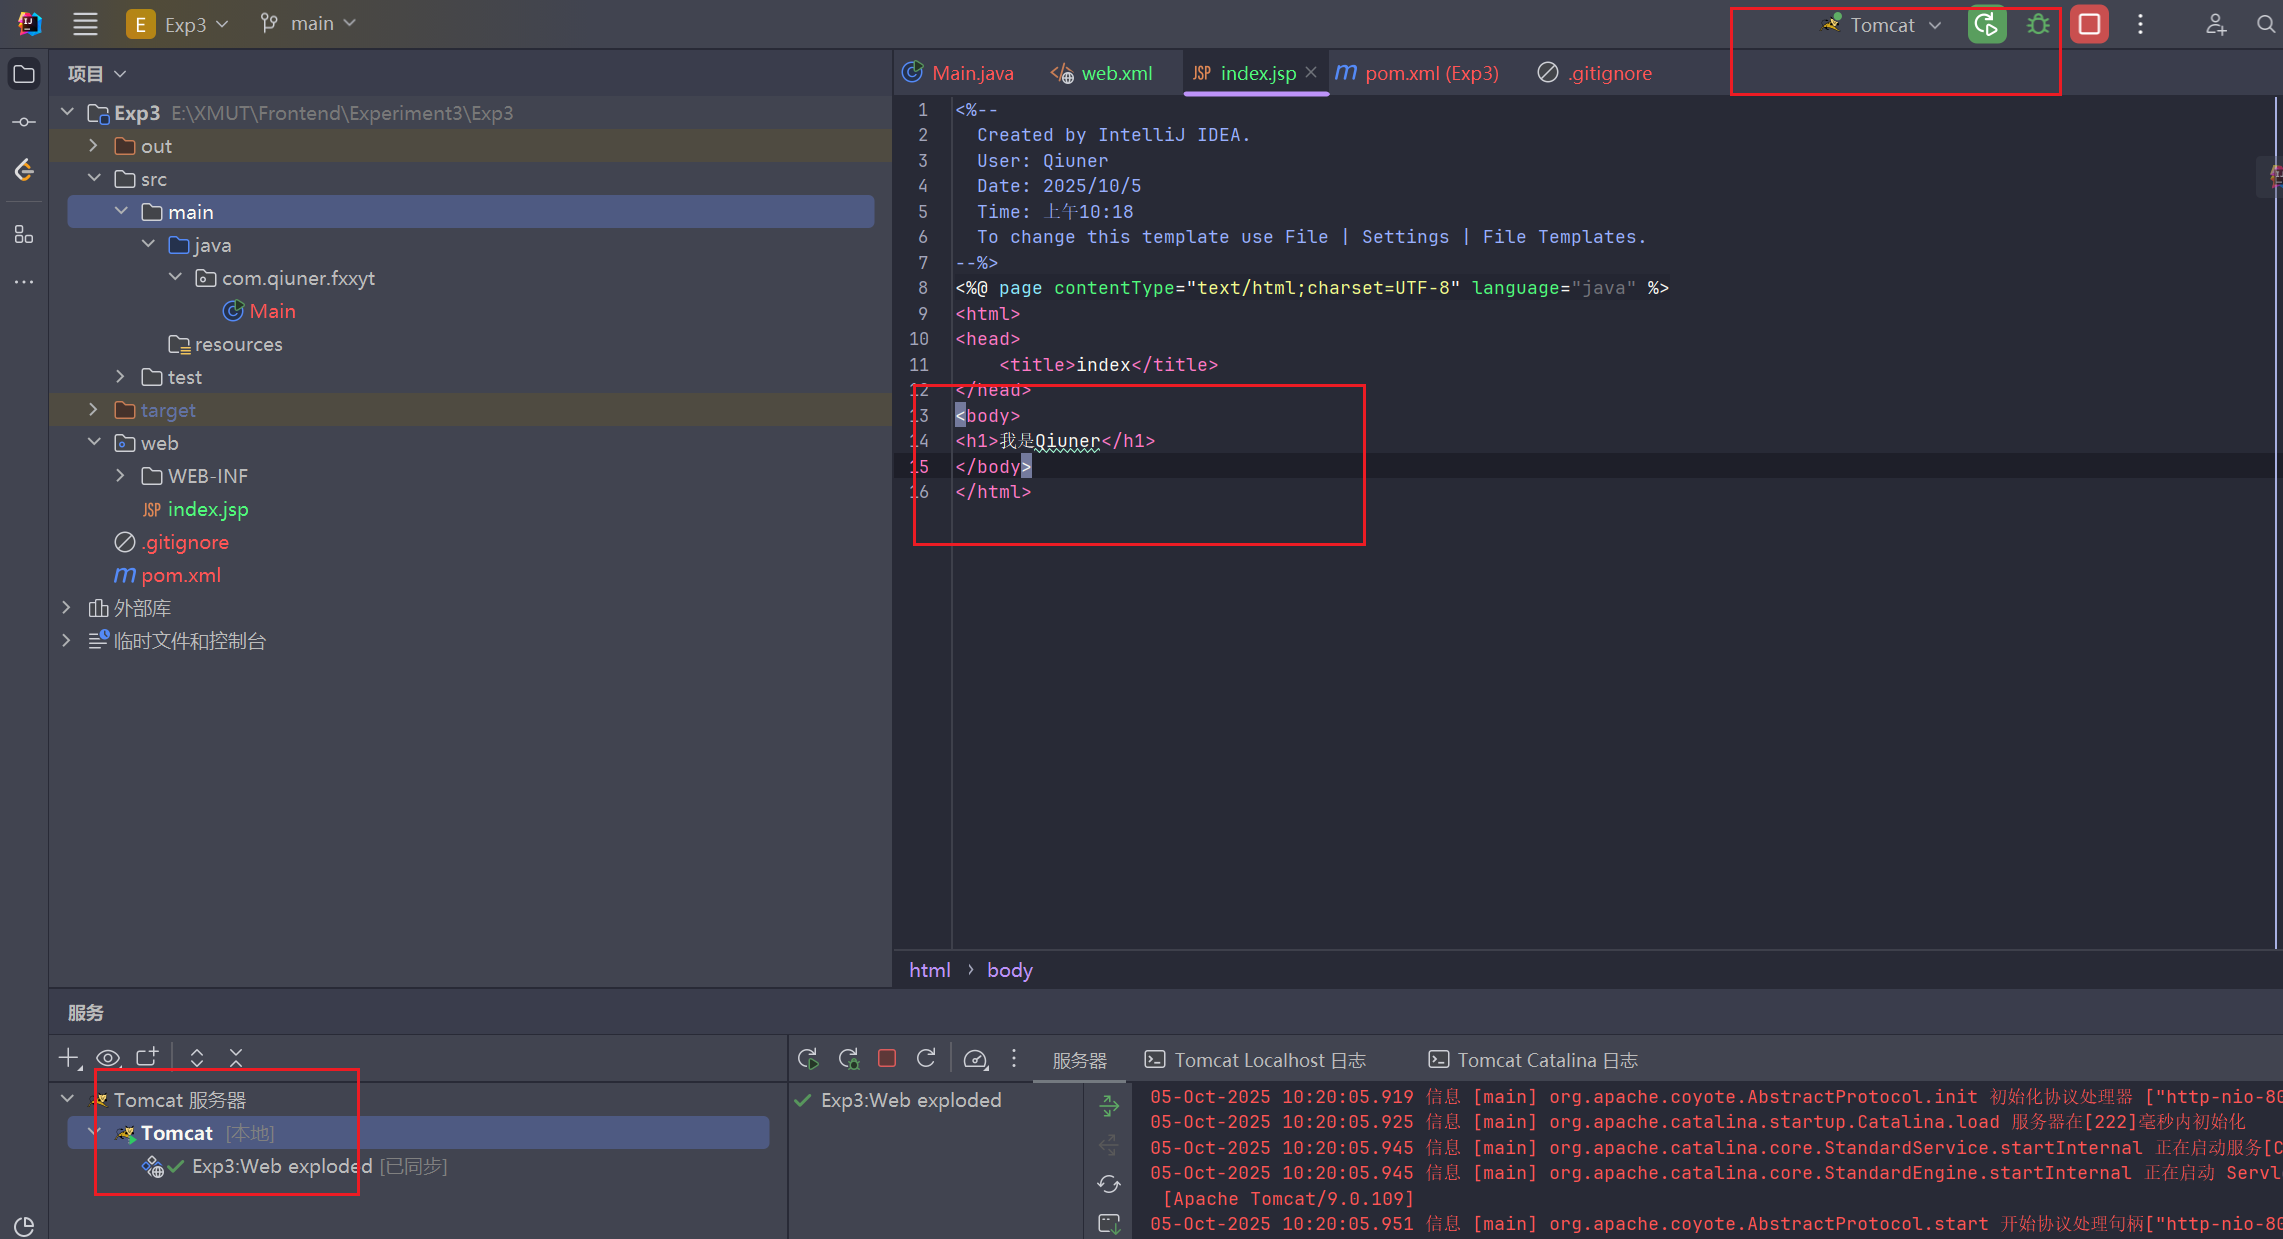 E Exp3 main Tomcat
项目
Main.java web.xml JSP index.jsp m pom.xml (Exp3) .gitignore
Exp3 E:\XMUT\Frontend\Experiment3\Exp3
out
src
main
java
com.qiuner.fxxyt
Main
resources
test
target
web
WEB-INF
JSP index.jsp
.gitignore
m pom.xml
外部库
临时文件和控制台
1 <%--
2 Created by IntelliJ IDEA.
3 User: Qiuner
4 Date: 2025/10/5
5 Time: 上午10:18
6 To change this template use File | Settings | File Templates.
7 --%>
8 <%@ page contentType="text/html;charset=UTF-8" language="java" %>
9 <html>
10 <head>
11 <title>index</title>
12 </head>
13 <body>
14 <h1>我是Qiuner</h1>
15 </body>
16 </html>
html › body
服务
服务器 Tomcat Localhost 日志 Tomcat Catalina 日志
Tomcat 服务器
Tomcat [本地]
Exp3:Web exploded [已同步]
Exp3:Web exploded
05-Oct-2025 10:20:05.919 信息 [main] org.apache.coyote.AbstractProtocol.init 初始化协议处理器 ["http-nio-80
05-Oct-2025 10:20:05.925 信息 [main] org.apache.catalina.startup.Catalina.load 服务器在[222]毫秒内初始化
05-Oct-2025 10:20:05.945 信息 [main] org.apache.catalina.core.StandardService.startInternal 正在启动服务[C
05-Oct-2025 10:20:05.945 信息 [main] org.apache.catalina.core.StandardEngine.startInternal 正在启动 Servl
[Apache Tomcat/9.0.109]
05-Oct-2025 10:20:05.951 信息 [main] org.apache.coyote.AbstractProtocol.start 开始协议处理句柄["http-nio-80